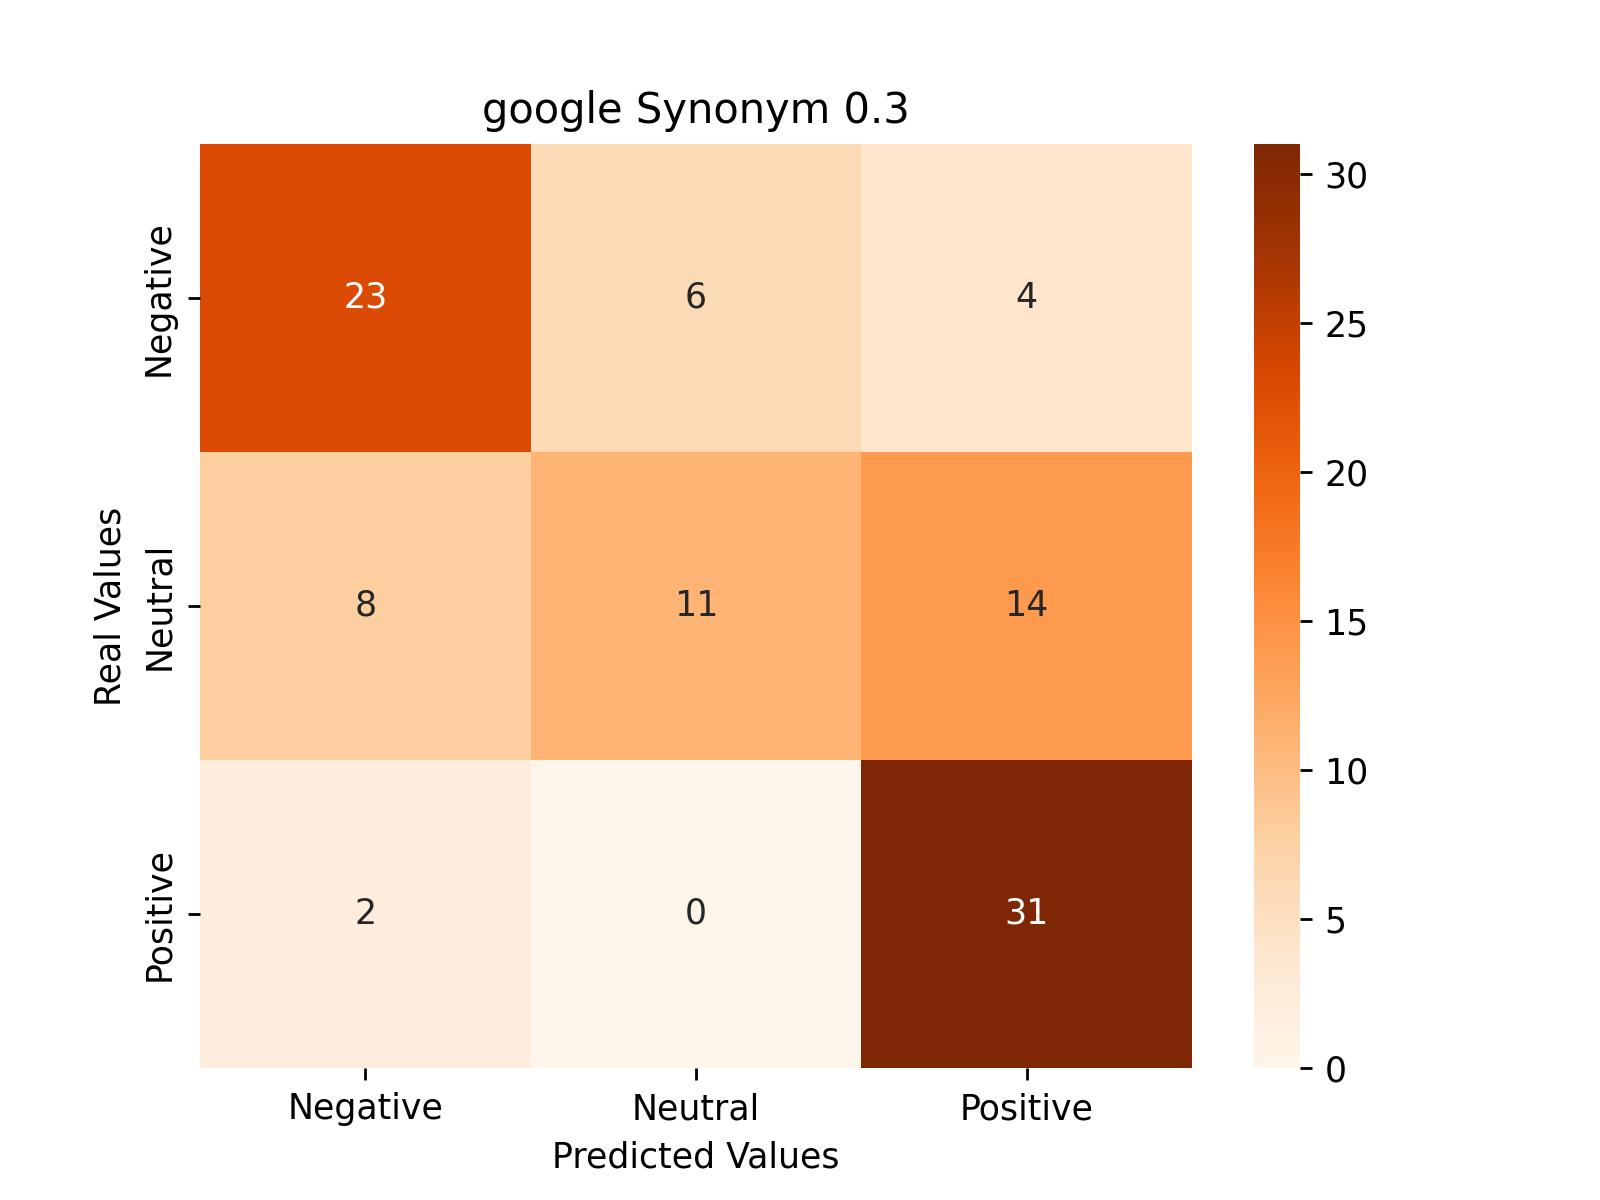 google Synonym 0.3
Real Values
Negative
23 6 4
Neutral
8 11 14
Positive
2 0 31
Negative Neutral Positive
Predicted Values
30
25
20
15
10
5
0